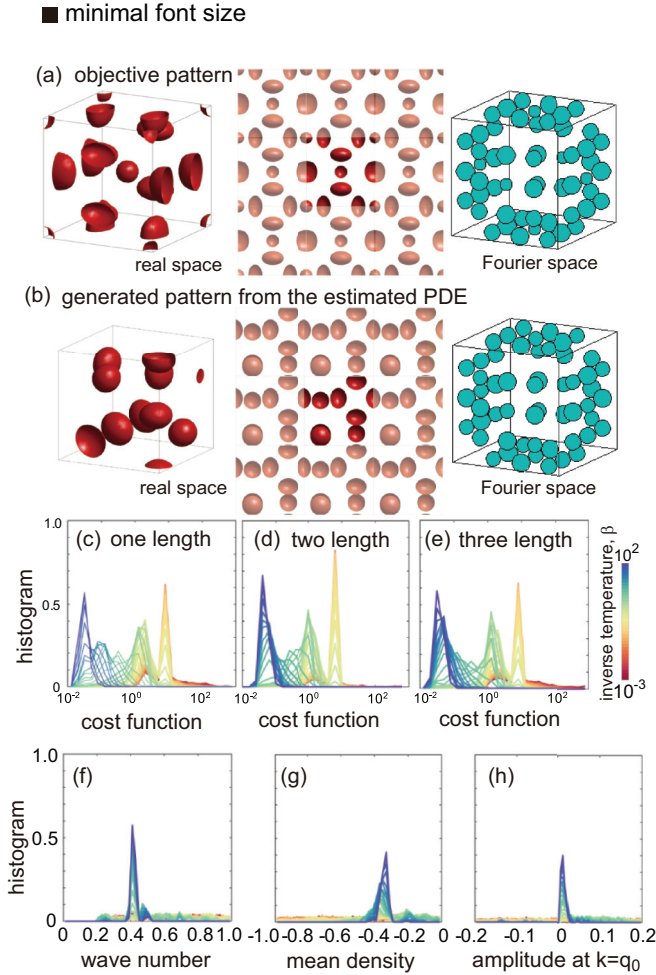 ■ minimal font size
(a) objective pattern
real space
Fourier space
(b) generated pattern from the estimated PDE
real space
Fourier space
(c) one length
(d) two length
(e) three length
histogram
1.0
0.5
0
10⁻² 10⁰ 10²
10⁻² 10⁰ 10²
10⁻² 10⁰ 10²
cost function
cost function
cost function
inverse temperature, β
10²
10⁻³
(f)
(g)
(h)
histogram
1.0
0.5
0
0 0.2 0.4 0.6 0.8 1.0
-1.0 -0.8 -0.6 -0.4 -0.2 0
-0.2 -0.1 0 0.1 0.2
wave number
mean density
amplitude at k=q₀